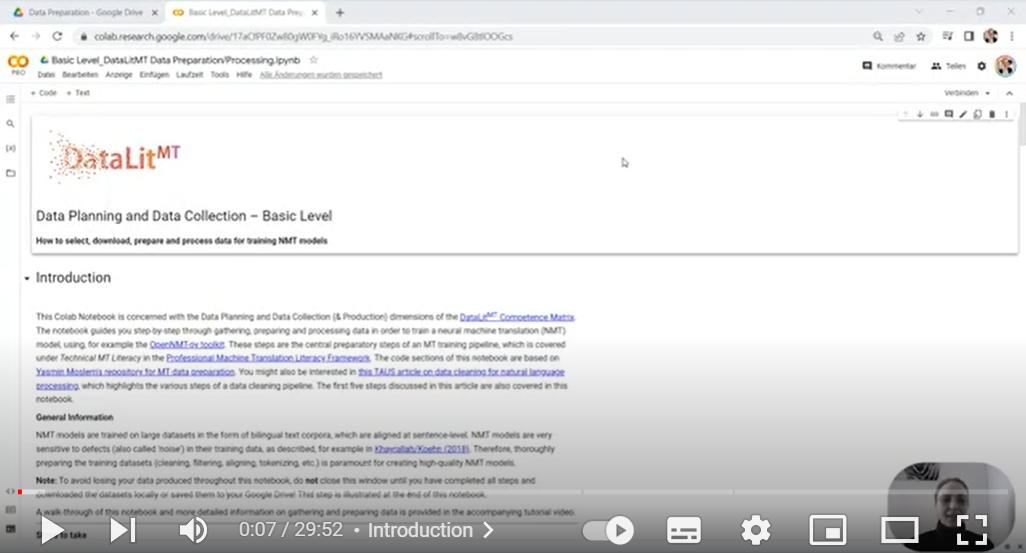 Data Preparation - Google Drive
Basic Level_DataLitMT Data Prep
colab.research.google.com/drive/
Basic Level_DataLitMT Data Preparation/Processing.ipynb
PRO
Datei Bearbeiten Anzeige Einfügen Laufzeit Tools Hilfe Alle Änderungen wurden gespeichert
Kommentar Teilen
+ Code + Text
Verbinden
DataLitMT
Data Planning and Data Collection – Basic Level
How to select, download, prepare and process data for training NMT models
Introduction
This Colab Notebook is concerned with the Data Planning and Data Collection (& Production) dimensions of the DataLitMT Competence Matrix.
The notebook guides you step-by-step through gathering, preparing and processing data in order to train a neural machine translation (NMT)
model, using, for example the OpenNMT-py toolkit. These steps are the central preparatory steps of an MT training pipeline, which is covered
under Technical MT Literacy in the Professional Machine Translation Literacy Framework. The code sections of this notebook are based on
Yasmin Moslem's repository for MT data preparation. You might also be interested in this TAUS article on data cleaning for natural language
processing, which highlights the various steps of a data cleaning pipeline. The first five steps discussed in this article are also covered in this
notebook.
General Information
NMT models are trained on large datasets in the form of bilingual text corpora, which are aligned at sentence-level. NMT models are very
sensitive to defects (also called 'noise') in their training data, as described, for example in Khayrallah/Koehn (2018). Therefore, thoroughly
preparing the training datasets (cleaning, filtering, aligning, tokenizing, etc.) is paramount for creating high-quality NMT models.
Note: To avoid losing your data produced throughout this notebook, do not close this window until you have completed all steps and
downloaded the datasets locally or saved them to your Google Drive! This step is illustrated at the end of this notebook.
A walk-through of this notebook and more detailed information on gathering and preparing data is provided in the accompanying tutorial video.
to take
0:07 / 29:52 • Introduction